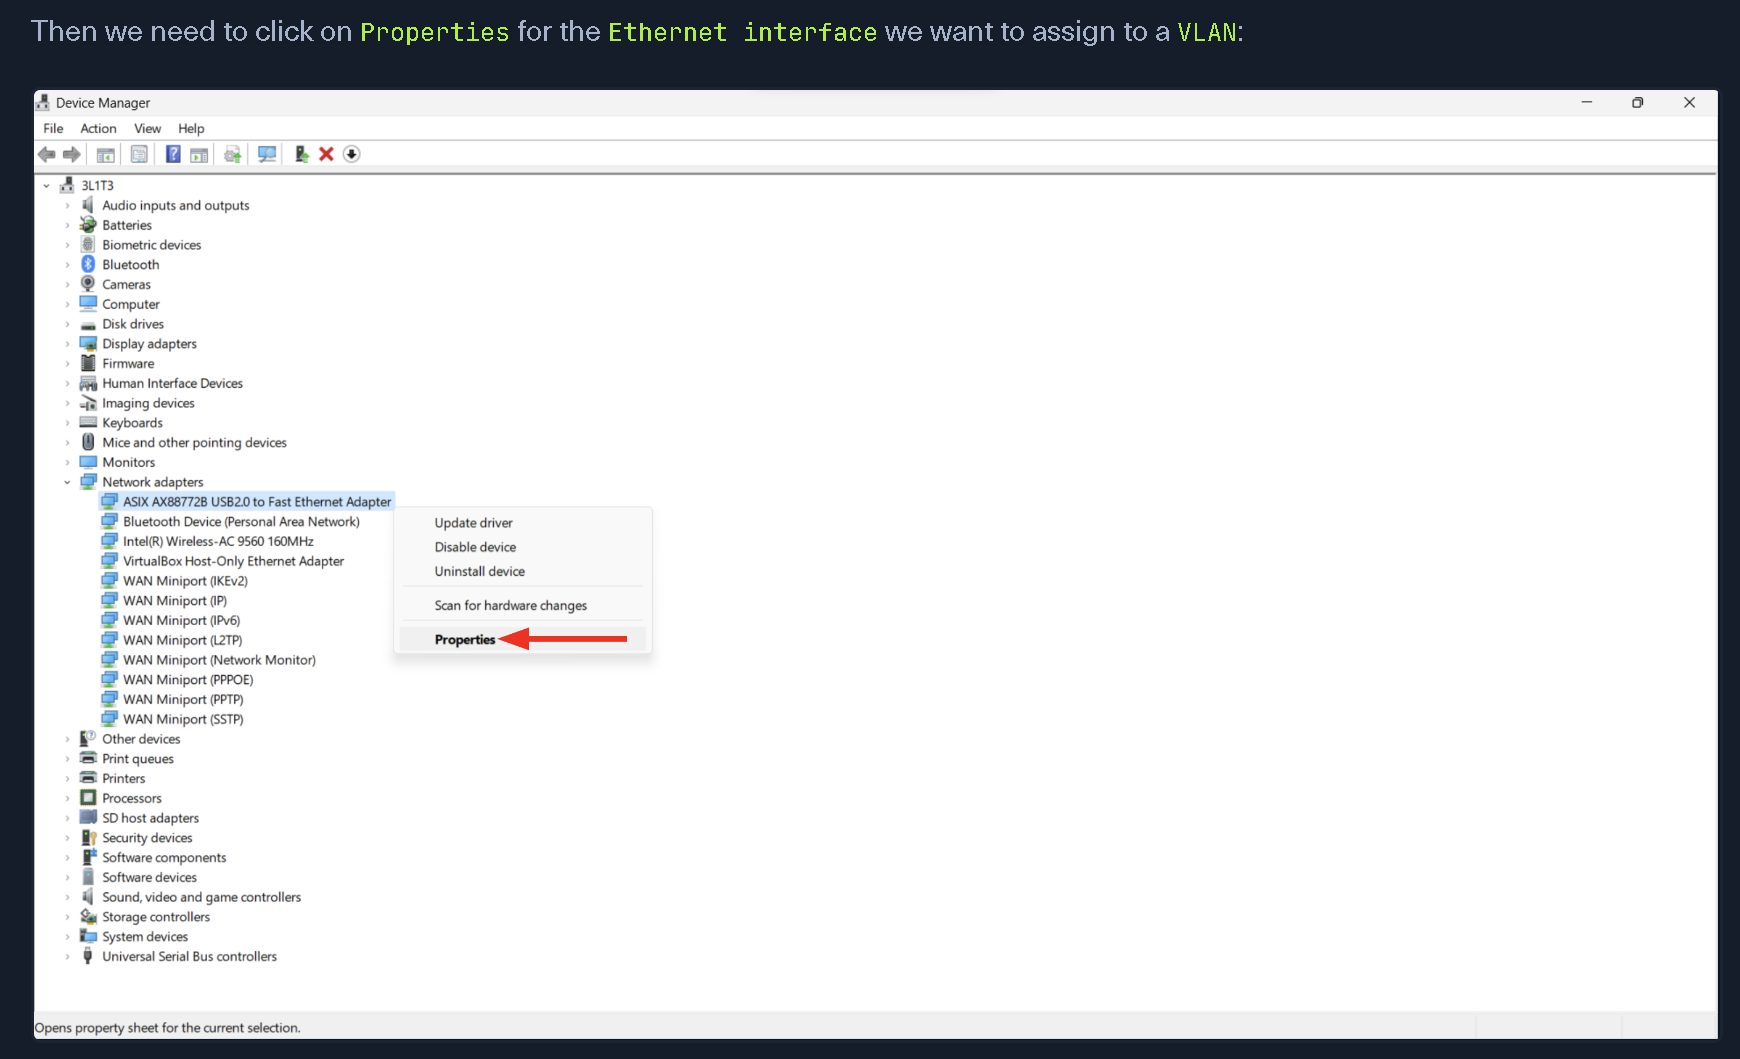 Then we need to click on Properties for the Ethernet interface we want to assign to a VLAN:
Device Manager
File Action View Help
3L1T3
Audio inputs and outputs
Batteries
Biometric devices
Bluetooth
Cameras
Computer
Disk drives
Display adapters
Firmware
Human Interface Devices
Imaging devices
Keyboards
Mice and other pointing devices
Monitors
Network adapters
ASIX AX88772B USB2.0 to Fast Ethernet Adapter
Bluetooth Device (Personal Area Network)
Intel(R) Wireless-AC 9560 160MHz
VirtualBox Host-Only Ethernet Adapter
WAN Miniport (IKEv2)
WAN Miniport (IP)
WAN Miniport (IPv6)
WAN Miniport (L2TP)
WAN Miniport (Network Monitor)
WAN Miniport (PPPOE)
WAN Miniport (PPTP)
WAN Miniport (SSTP)
Update driver
Disable device
Uninstall device
Scan for hardware changes
Properties
Other devices
Print queues
Printers
Processors
SD host adapters
Security devices
Software components
Software devices
Sound, video and game controllers
Storage controllers
System devices
Universal Serial Bus controllers
Opens property sheet for the current selection.